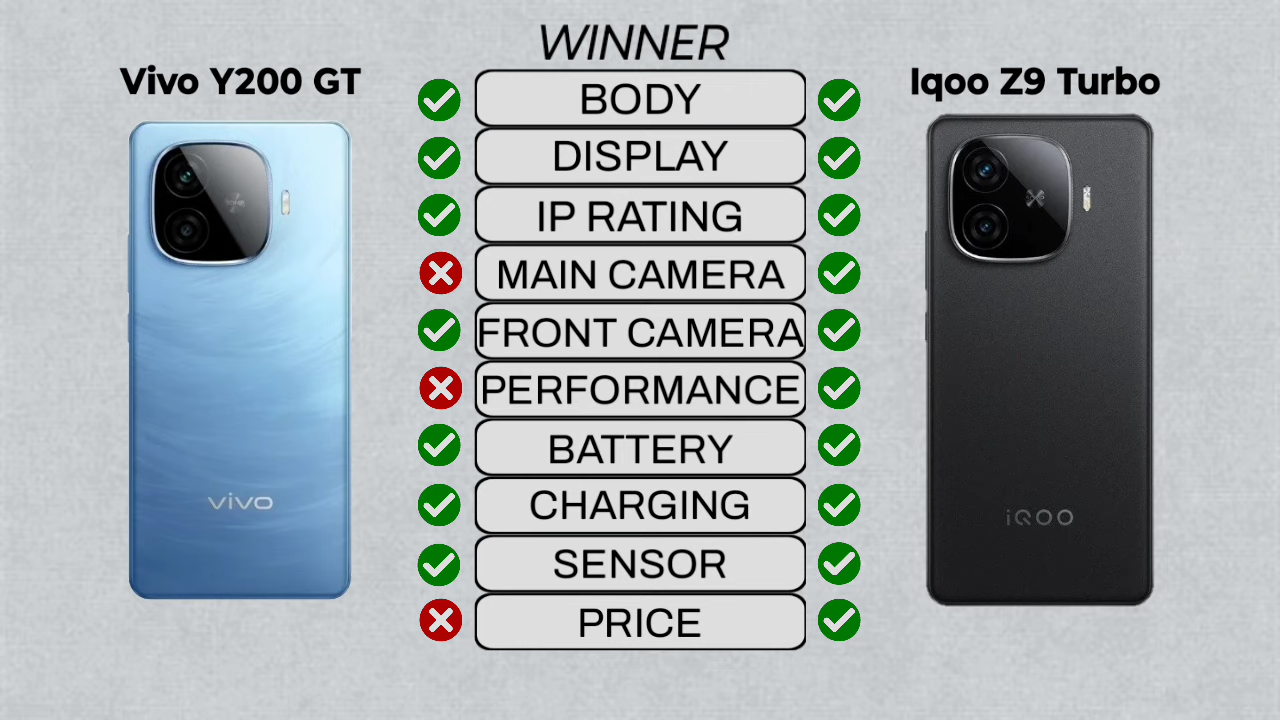 WINNER
Vivo Y200 GT
Iqoo Z9 Turbo
BODY
DISPLAY
IP RATING
MAIN CAMERA
FRONT CAMERA
PERFORMANCE
BATTERY
CHARGING
SENSOR
PRICE
vivo
iQOO